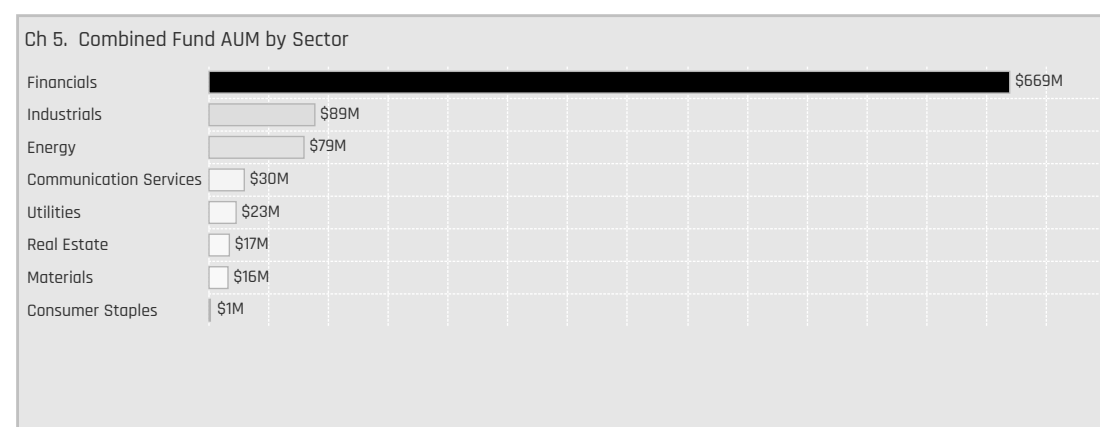 Ch 5. Combined Fund AUM by Sector
Financials $669M
Industrials $89M
Energy $79M
Communication Services $30M
Utilities $23M
Real Estate $17M
Materials $16M
Consumer Staples $1M